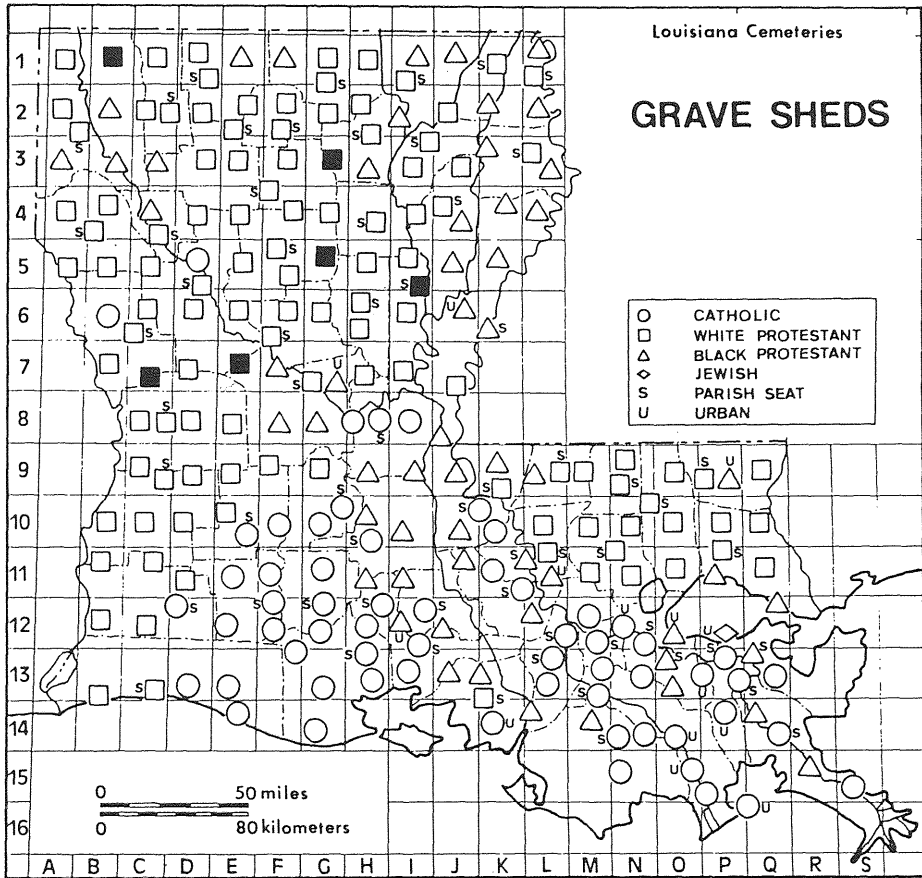 Louisiana Cemeteries
GRAVE SHEDS
CATHOLIC
WHITE PROTESTANT
BLACK PROTESTANT
JEWISH
S PARISH SEAT
U URBAN
1
2
3
4
5
6
7
8
9
10
11
12
13
14
15
16
0 50 miles
0 80 kilometers
A B C D E F G H I J K L M N O P Q R S